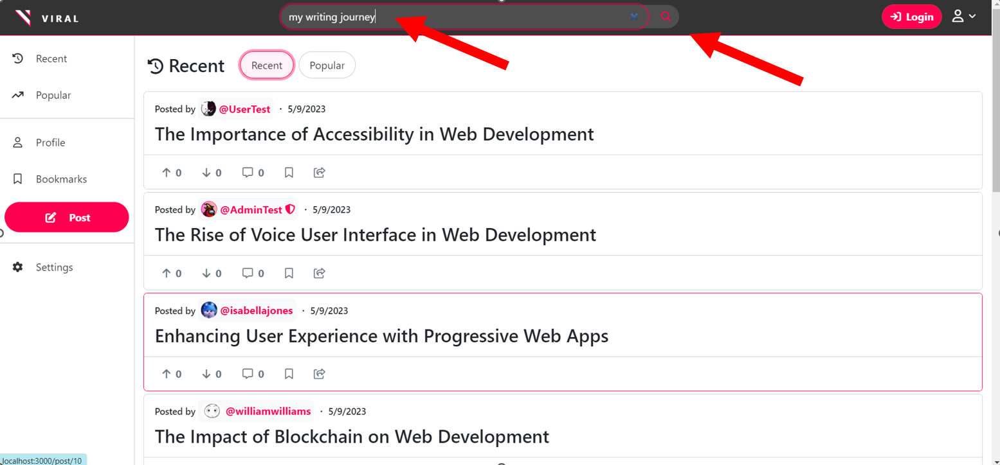 VIRAL
my writing journey
Login
Recent
Popular
Profile
Bookmarks
Post
Settings
Recent
Recent
Popular
Posted by @UserTest · 5/9/2023
The Importance of Accessibility in Web Development
0 0 0
Posted by @AdminTest · 5/9/2023
The Rise of Voice User Interface in Web Development
0 0 0
Posted by @isabellajones · 5/9/2023
Enhancing User Experience with Progressive Web Apps
0 0 0
Posted by @williamwilliams · 5/9/2023
The Impact of Blockchain on Web Development
localhost:3000/post/10